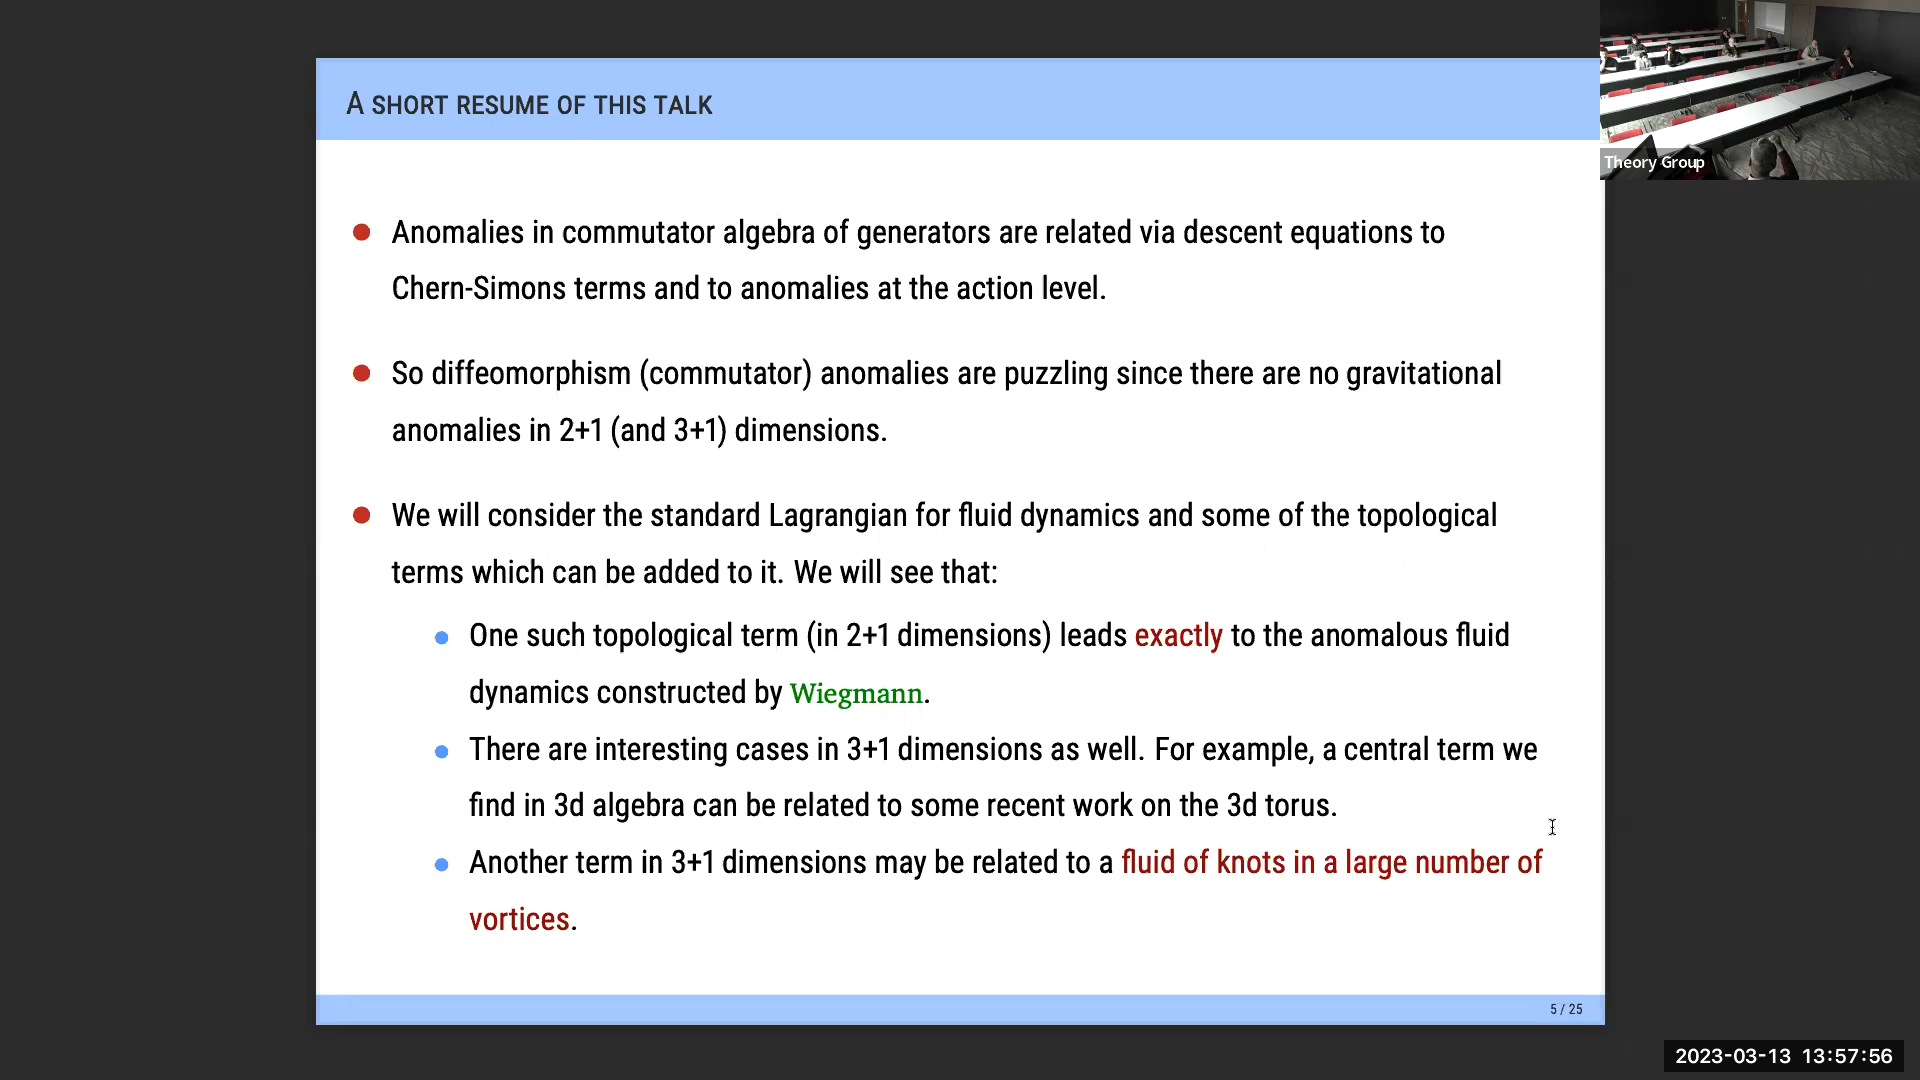 A SHORT RESUME OF THIS TALK
Theory Group
Anomalies in commutator algebra of generators are related via descent equations to
Chern-Simons terms and to anomalies at the action level.
So diffeomorphism (commutator) anomalies are puzzling since there are no gravitational
anomalies in 2+1 (and 3+1) dimensions.
We will consider the standard Lagrangian for fluid dynamics and some of the topological
terms which can be added to it. We will see that:
One such topological term (in 2+1 dimensions) leads exactly to the anomalous fluid
dynamics constructed by Wiegmann.
There are interesting cases in 3+1 dimensions as well. For example, a central term we
find in 3d algebra can be related to some recent work on the 3d torus.
Another term in 3+1 dimensions may be related to a fluid of knots in a large number of
vortices.
5 / 25
2023-03-13 13:57:56